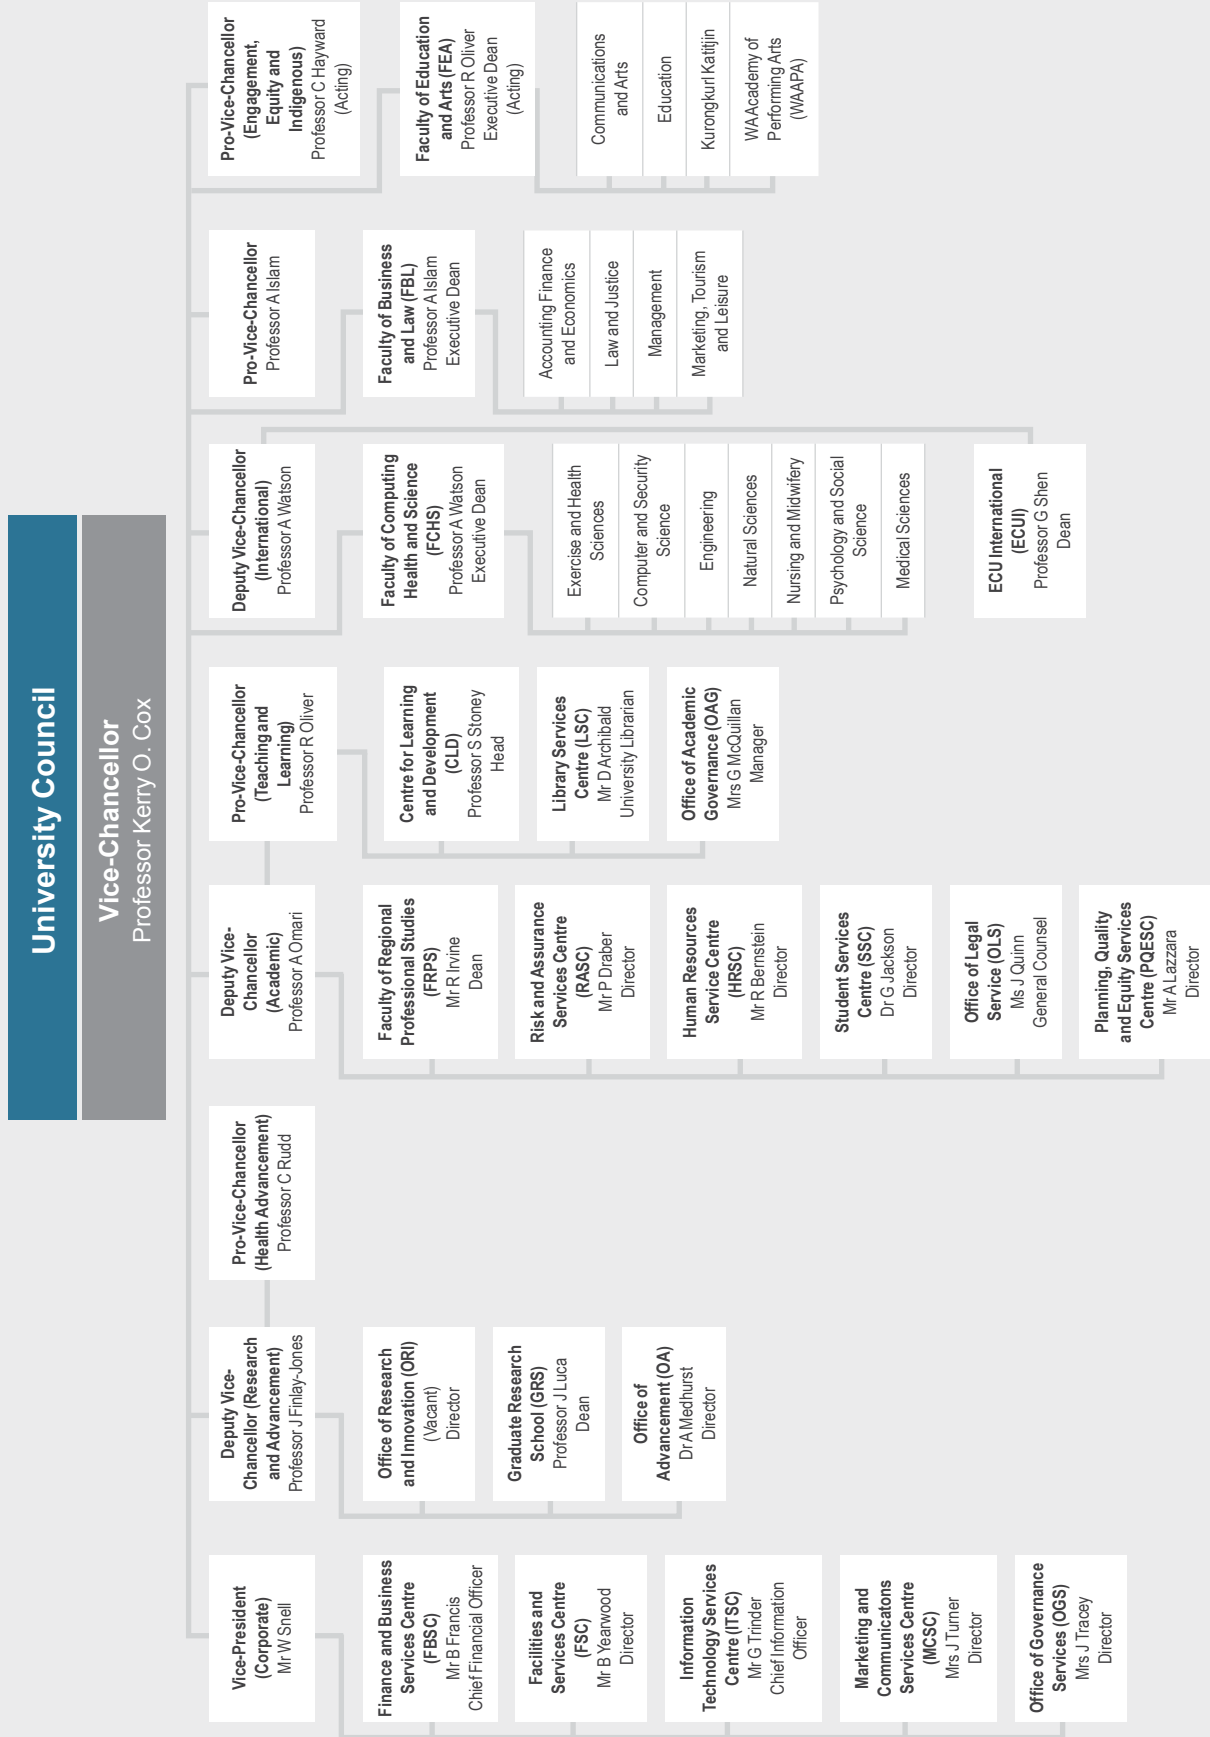 University Council
Vice-Chancellor
Professor Kerry O. Cox
Vice-President
(Corporate)
Mr W Snell
Finance and Business
Services Centre
(FBSC)
Mr B Francis
Chief Financial Officer
Facilities and
Services Centre
(FSC)
Mr B Yearwood
Director
Information
Technology Services
Centre (ITSC)
Mr G Trinder
Chief Information
Officer
Marketing and
Communicatons
Services Centre
(MCSC)
Mrs J Turner
Director
Office of Governance
Services (OGS)
Mrs J Tracey
Director
Deputy Vice-
Chancellor (Research
and Advancement)
Professor J Finlay-Jones
Office of Research
and Innovation (ORI)
(Vacant)
Director
Graduate Research
School (GRS)
Professor J Luca
Dean
Office of
Advancement (OA)
Dr A Medhurst
Director
Pro-Vice-Chancellor
(Health Advancement)
Professor C Rudd
Deputy Vice-
Chancellor
(Academic)
Professor A Omari
Faculty of Regional
Professional Studies
(FRPS)
Mr R Irvine
Dean
Risk and Assurance
Services Centre
(RASC)
Mr P Draber
Director
Human Resources
Service Centre
(HRSC)
Mr R Bernstein
Director
Student Services
Centre (SSC)
Dr G Jackson
Director
Office of Legal
Service (OLS)
Ms J Quinn
General Counsel
Planning, Quality
and Equity Services
Centre (PQESC)
Mr A Lazzara
Director
Pro-Vice-Chancellor
(Teaching and
Learning)
Professor R Oliver
Centre for Learning
and Development
(CLD)
Professor S Stoney
Head
Library Services
Centre (LSC)
Mr D Archibald
University Librarian
Office of Academic
Governance (OAG)
Mrs G McQuillan
Manager
Deputy Vice-Chancellor
(International)
Professor A Watson
Faculty of Computing
Health and Science
(FCHS)
Professor A Watson
Executive Dean
Exercise and Health
Sciences
Computer and Security
Science
Engineering
Natural Sciences
Nursing and Midwifery
Psychology and Social
Science
Medical Sciences
ECU International
(ECUI)
Professor G Shen
Dean
Pro-Vice-Chancellor
Professor A Islam
Faculty of Business
and Law (FBL)
Professor A Islam
Executive Dean
Accounting Finance
and Economics
Law and Justice
Management
Marketing, Tourism
and Leisure
Pro-Vice-Chancellor
(Engagement,
Equity and
Indigenous)
Professor C Hayward
(Acting)
Faculty of Education
and Arts (FEA)
Professor R Oliver
Executive Dean
(Acting)
Communications
and Arts
Education
Kurongkurl Katitjin
WA Academy of
Performing Arts
(WAAPA)